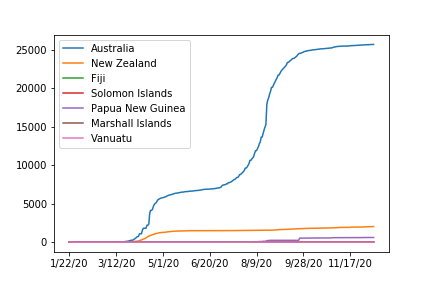 25000
20000
15000
10000
5000
0
Australia
New Zealand
Fiji
Solomon Islands
Papua New Guinea
Marshall Islands
Vanuatu
1/22/20 3/12/20 5/1/20 6/20/20 8/9/20 9/28/20 11/17/20